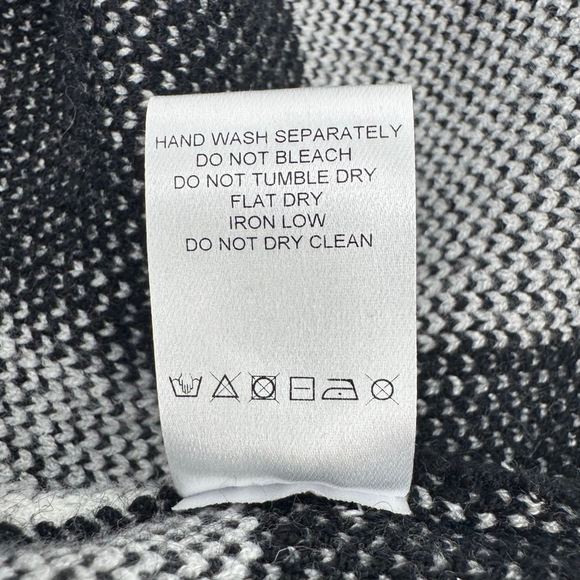 HAND WASH SEPARATELY
DO NOT BLEACH
DO NOT TUMBLE DRY
FLAT DRY
IRON LOW
DO NOT DRY CLEAN